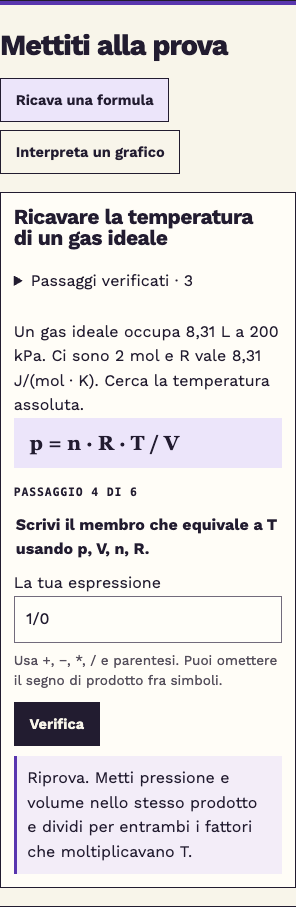 Mettiti alla prova
Ricava una formula
Interpreta un grafico
Ricavare la temperatura
di un gas ideale
▶ Passaggi verificati · 3
Un gas ideale occupa 8,31 L a 200
kPa. Ci sono 2 mol e R vale 8,31
J/(mol · K). Cerca la temperatura
assoluta.
p = n · R · T / V
PASSAGGIO 4 DI 6
Scrivi il membro che equivale a T
usando p, V, n, R.
La tua espressione
1/0
Usa +, −, *, / e parentesi. Puoi omettere
il segno di prodotto fra simboli.
Verifica
Riprova. Metti pressione e
volume nello stesso prodotto
e dividi per entrambi i fattori
che moltiplicavano T.